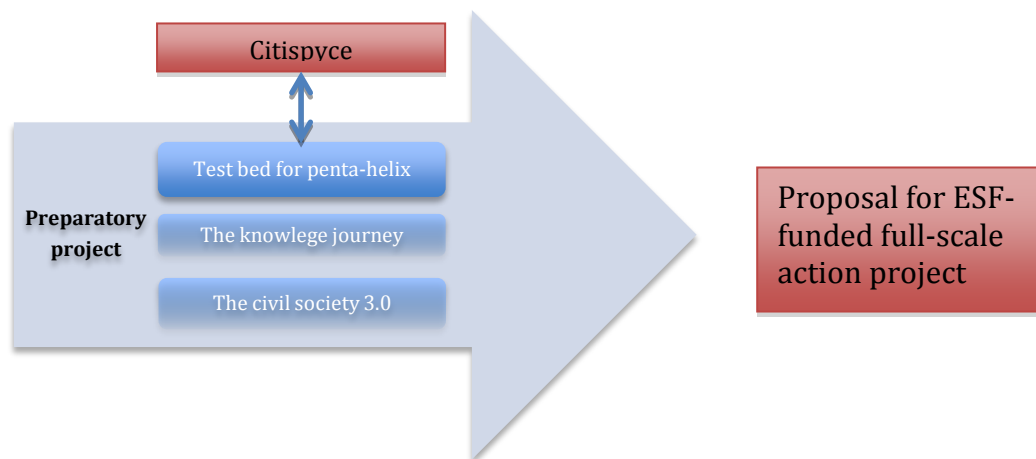 Citispyce
Test bed for penta-helix
Preparatory
project
The knowlege journey
The civil society 3.0
Proposal for ESF-
funded full-scale
action project